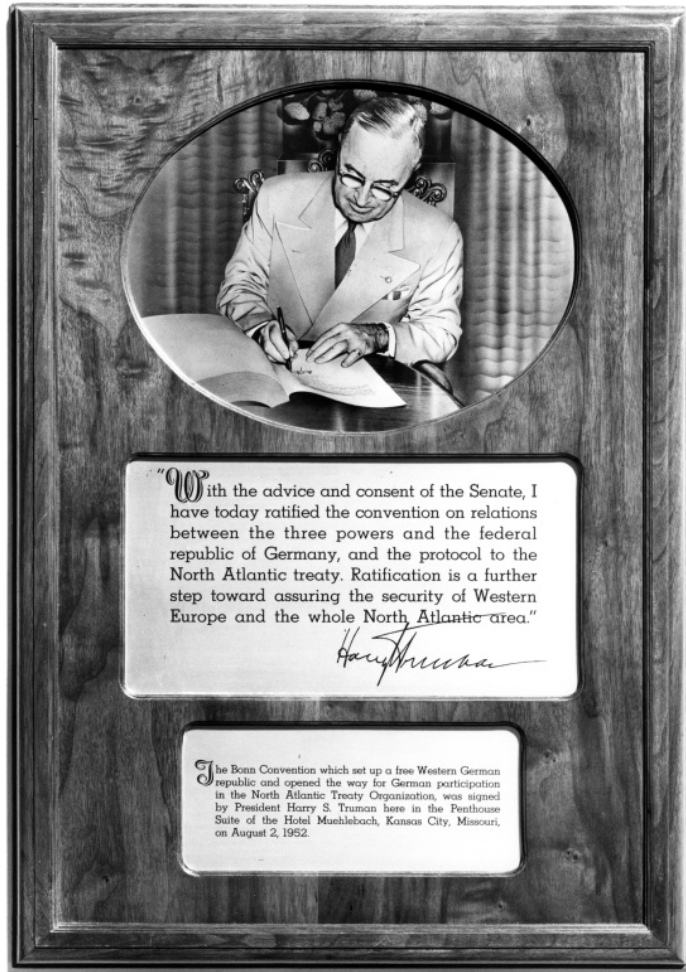 "With the advice and consent of the Senate, I
have today ratified the convention on relations
between the three powers and the federal
republic of Germany, and the protocol to the
North Atlantic treaty. Ratification is a further
step toward assuring the security of Western
Europe and the whole North Atlantic area."
Harry Truman
The Bonn Convention which set up a free Western German
republic and opened the way for German participation
in the North Atlantic Treaty Organization, was signed
by President Harry S. Truman here in the Penthouse
Suite of the Hotel Muehlebach, Kansas City, Missouri,
on August 2, 1952.